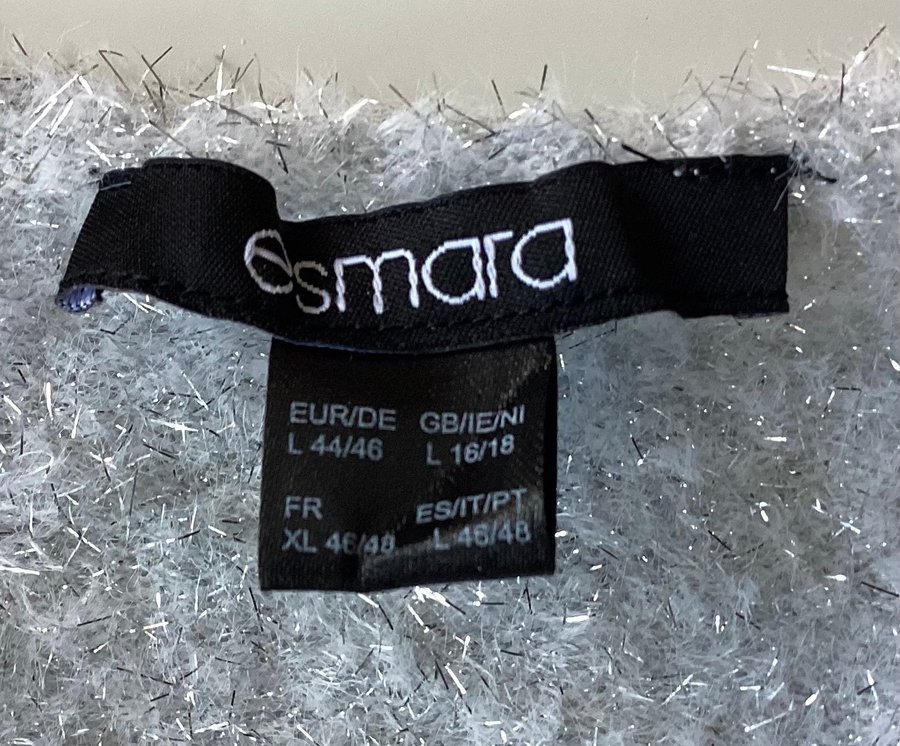 esmara
EUR/DE GB/IE/NI
L 44/46 L 16/18
FR ES/IT/PT
XL 46/48 L 46/48